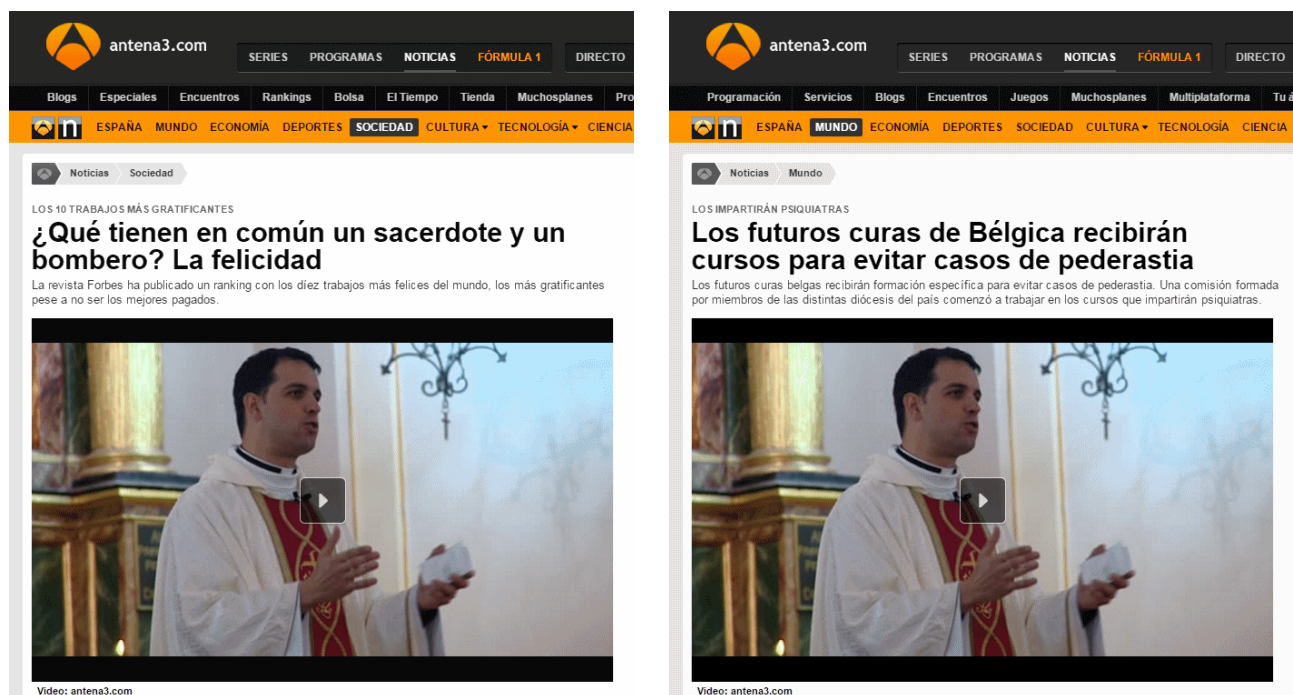 antena3.com
SERIES PROGRAMAS NOTICIAS FÓRMULA 1 DIRECTO
Blogs Especiales Encuentros Rankings Bolsa El Tiempo Tienda Muchosplanes Pro
n ESPAÑA MUNDO ECONOMÍA DEPORTES SOCIEDAD CULTURA TECNOLOGÍA CIENCIA
Noticias Sociedad
LOS 10 TRABAJOS MÁS GRATIFICANTES
¿Qué tienen en común un sacerdote y un
bombero? La felicidad
La revista Forbes ha publicado un ranking con los díez trabajos más felices del mundo, los más gratificantes
pese a no ser los mejores pagados.
Video: antena3.com
antena3.com
SERIES PROGRAMAS NOTICIAS FÓRMULA 1 DIRECTO
Programación Servicios Blogs Encuentros Juegos Muchosplanes Multiplataforma Tu á
n ESPAÑA MUNDO ECONOMÍA DEPORTES SOCIEDAD CULTURA TECNOLOGÍA CIENCIA
Noticias Mundo
LOS IMPARTIRÁN PSIQUIATRAS
Los futuros curas de Bélgica recibirán
cursos para evitar casos de pederastia
Los futuros curas belgas recibirán formación específica para evitar casos de pederastia. Una comisión formada
por miembros de las distintas diócesis del país comenzó a trabajar en los cursos que impartirán psiquiatras.
Video: antena3.com